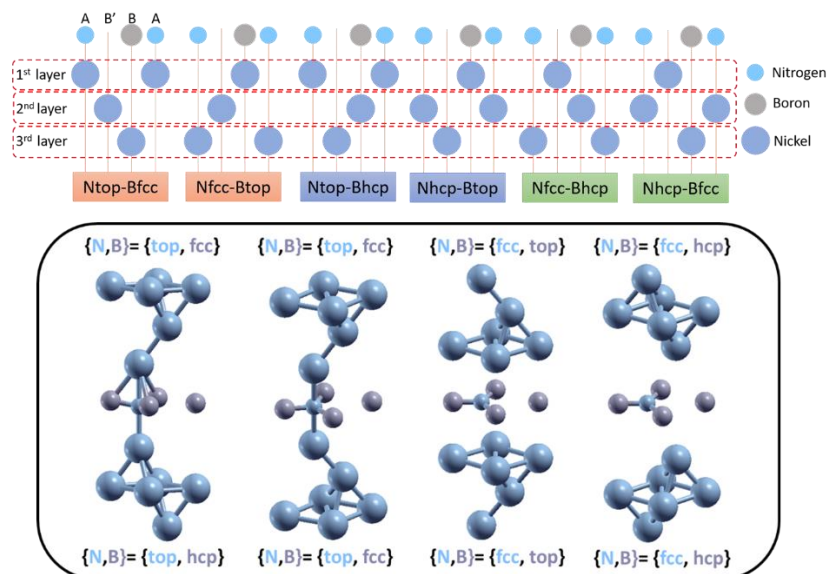 A B' B A
1st layer
2nd layer
3rd layer
Nitrogen
Boron
Nickel
Ntop-Bfcc Nfcc-Btop Ntop-Bhcp Nhcp-Btop Nfcc-Bhcp Nhcp-Bfcc
{N,B}= {top, fcc} {N,B}= {top, fcc} {N,B}= {fcc, top} {N,B}= {fcc, hcp}
{N,B}= {top, hcp} {N,B}= {top, fcc} {N,B}= {fcc, top} {N,B}= {fcc, hcp}